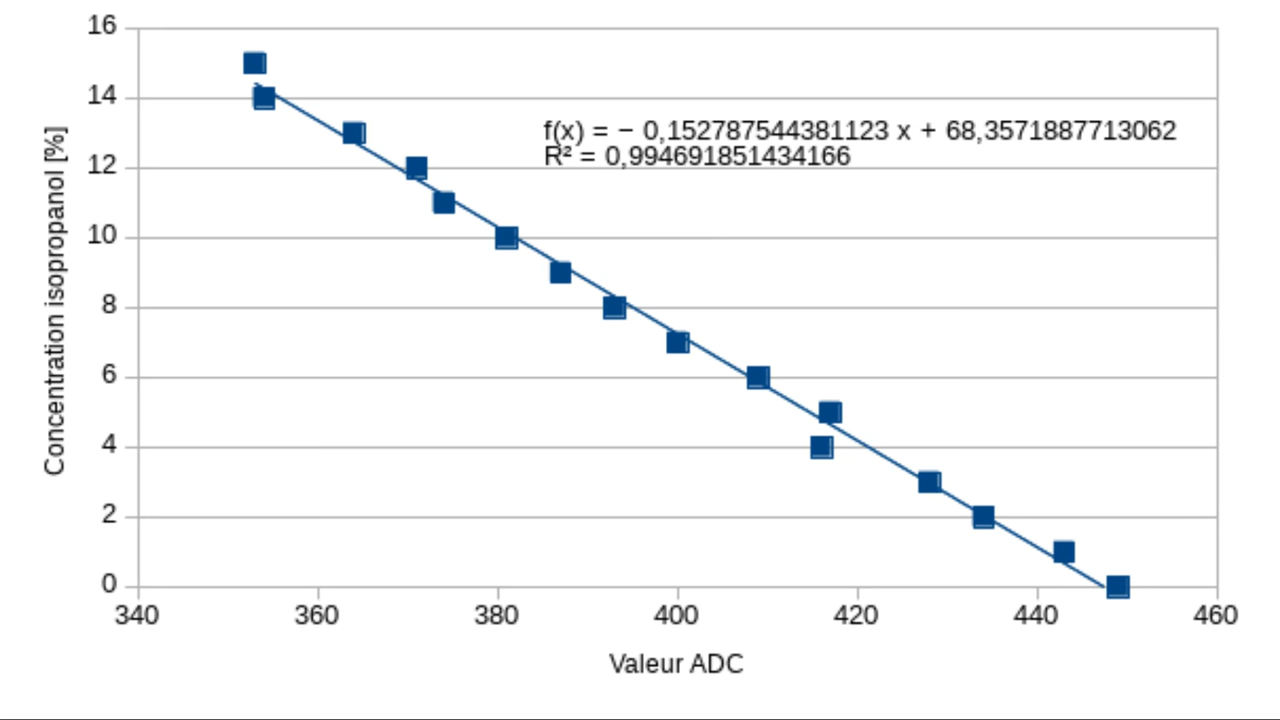 16
14
f(x) = − 0,152787544381123 x + 68,3571887713062
R² = 0,994691851434166
12
10
8
6
4
2
0
Concentration isopropanol [%]
340 360 380 400 420 440 460
Valeur ADC